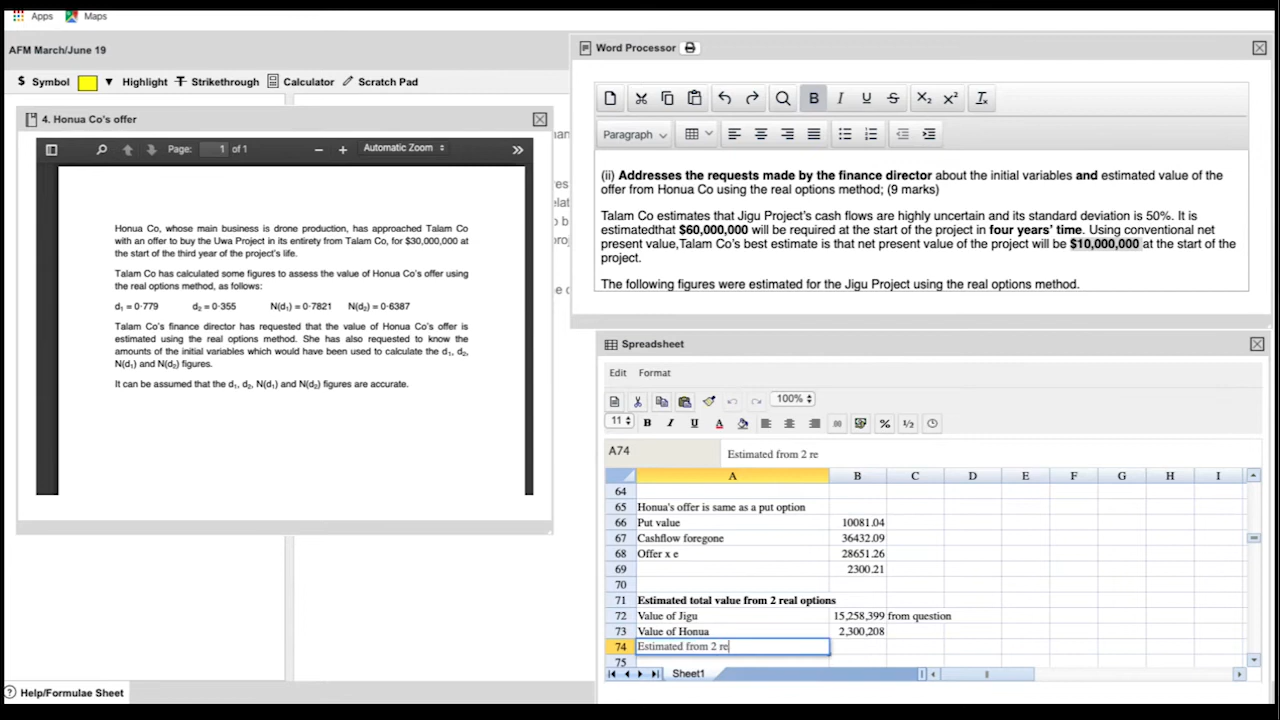 Apps Maps
AFM March/June 19
$ Symbol Highlight Strikethrough Calculator Scratch Pad
4. Honua Co's offer
Page: 1 of 1 Automatic Zoom
Honua Co, whose main business is drone production, has approached Talam Co
with an offer to buy the Uwa Project in its entirety from Talam Co, for $30,000,000 at
the start of the third year of the project's life.
Talam Co has calculated some figures to assess the value of Honua Co's offer using
the real options method, as follows:
d₁ = 0·779 d₂ = 0·355 N(d₁) = 0·7821 N(d₂) = 0·6387
Talam Co's finance director has requested that the value of Honua Co's offer is
estimated using the real options method. She has also requested to know the
amounts of the initial variables which would have been used to calculate the d₁, d₂,
N(d₁) and N(d₂) figures.
It can be assumed that the d₁, d₂, N(d₁) and N(d₂) figures are accurate.
Help/Formulae Sheet
Word Processor
Paragraph
(ii) Addresses the requests made by the finance director about the initial variables and estimated value of the
offer from Honua Co using the real options method; (9 marks)
Talam Co estimates that Jigu Project's cash flows are highly uncertain and its standard deviation is 50%. It is
estimatedthat $60,000,000 will be required at the start of the project in four years' time. Using conventional net
present value,Talam Co's best estimate is that net present value of the project will be $10,000,000 at the start of the
project.
The following figures were estimated for the Jigu Project using the real options method.
Spreadsheet
Edit Format
100%
11 B I U A % 1/2
A74 Estimated from 2 re
A B C D E F G H I
64
65 Honua's offer is same as a put option
66 Put value 10081.04
67 Cashflow foregone 36432.09
68 Offer x e 28651.26
69 2300.21
70
71 Estimated total value from 2 real options
72 Value of Jigu 15,258,399 from question
73 Value of Honua 2,300,208
74 Estimated from 2 re
75
Sheet1